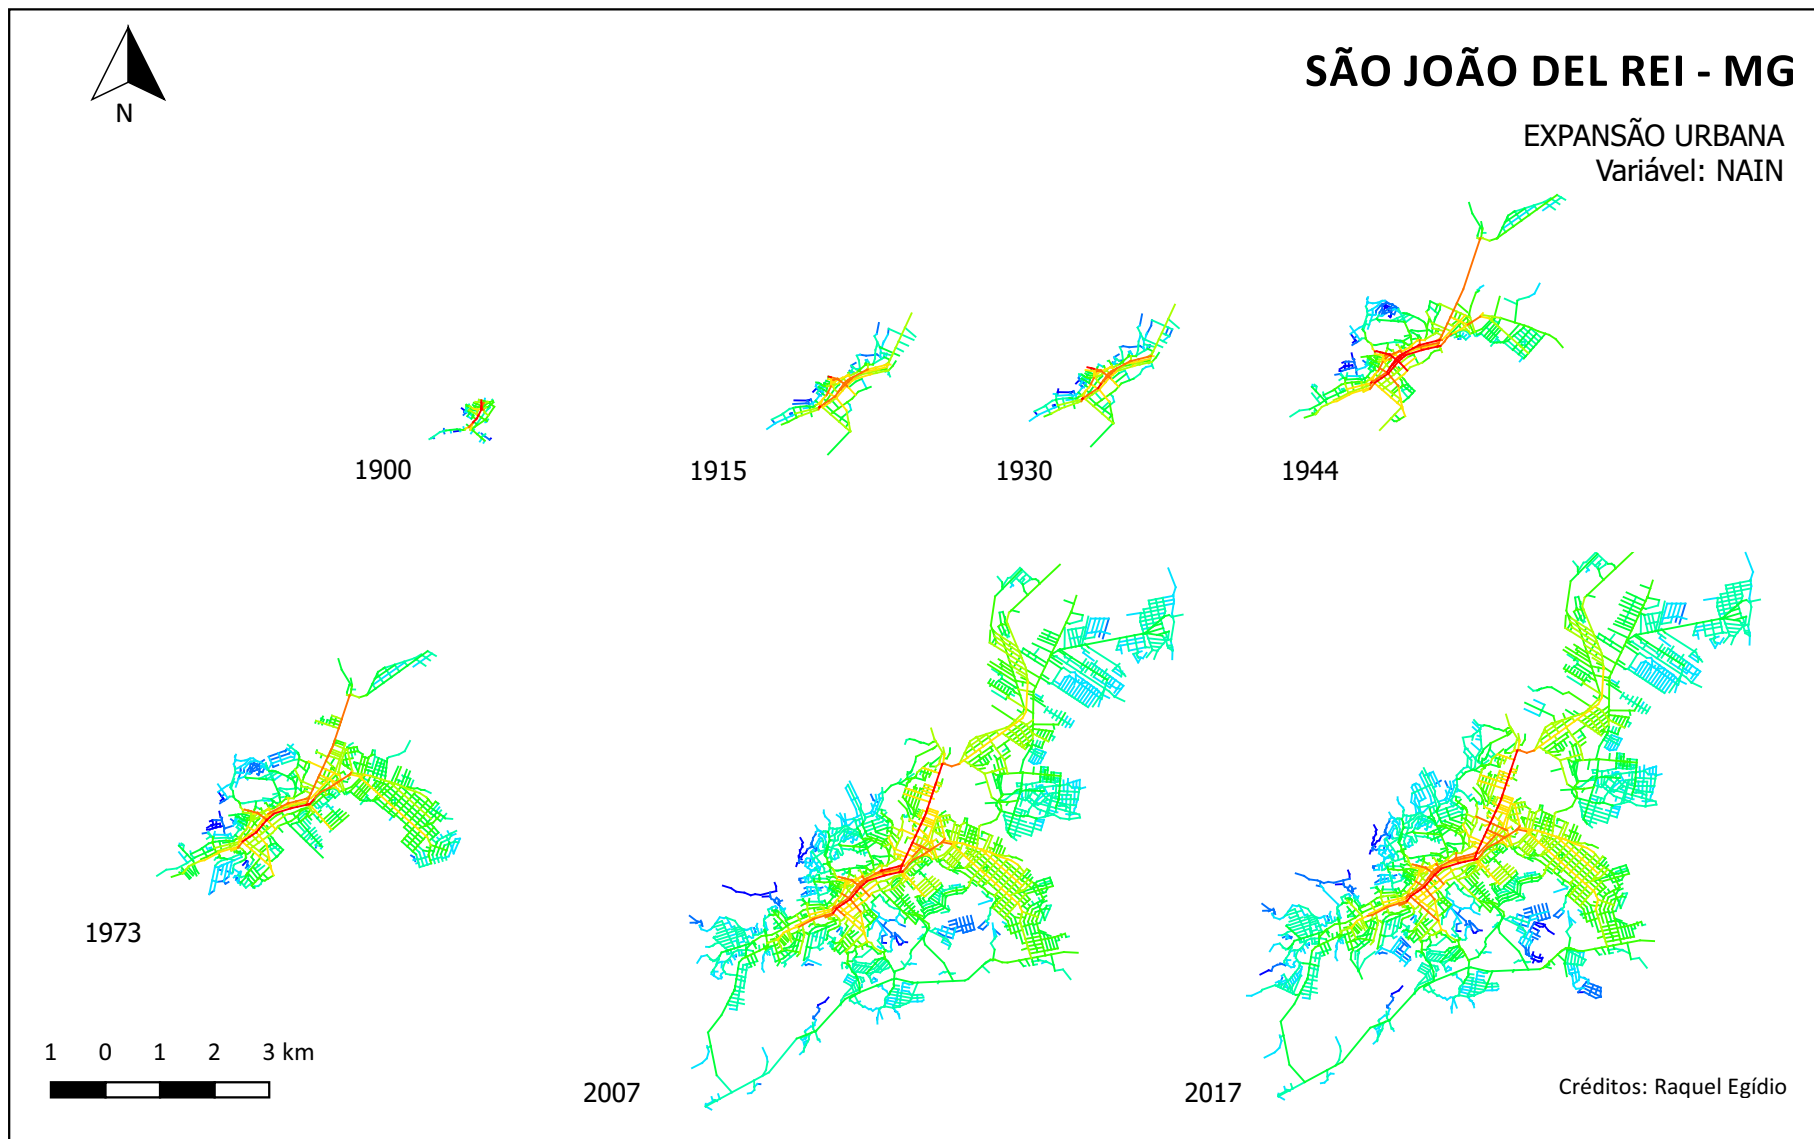 N
SÃO JOÃO DEL REI - MG
EXPANSÃO URBANA
Variável: NAIN
1900
1915
1930
1944
1973
2007
2017
1 0 1 2 3 km
Créditos: Raquel Egídio